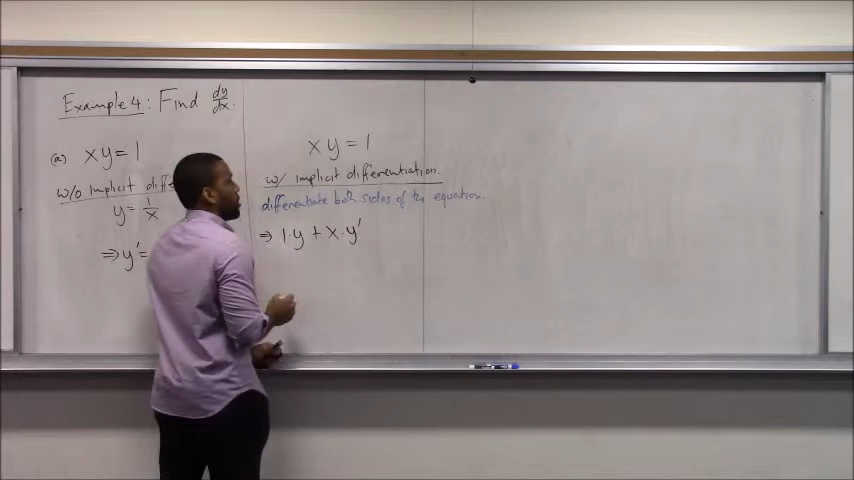 Example 4: Find dy/dx.
(a) xy = 1
w/o implicit diff
y = 1/x
⇒ y' =
xy = 1
w/ implicit differentiation.
differentiate both sides of the equation.
⇒ 1·y + x·y'